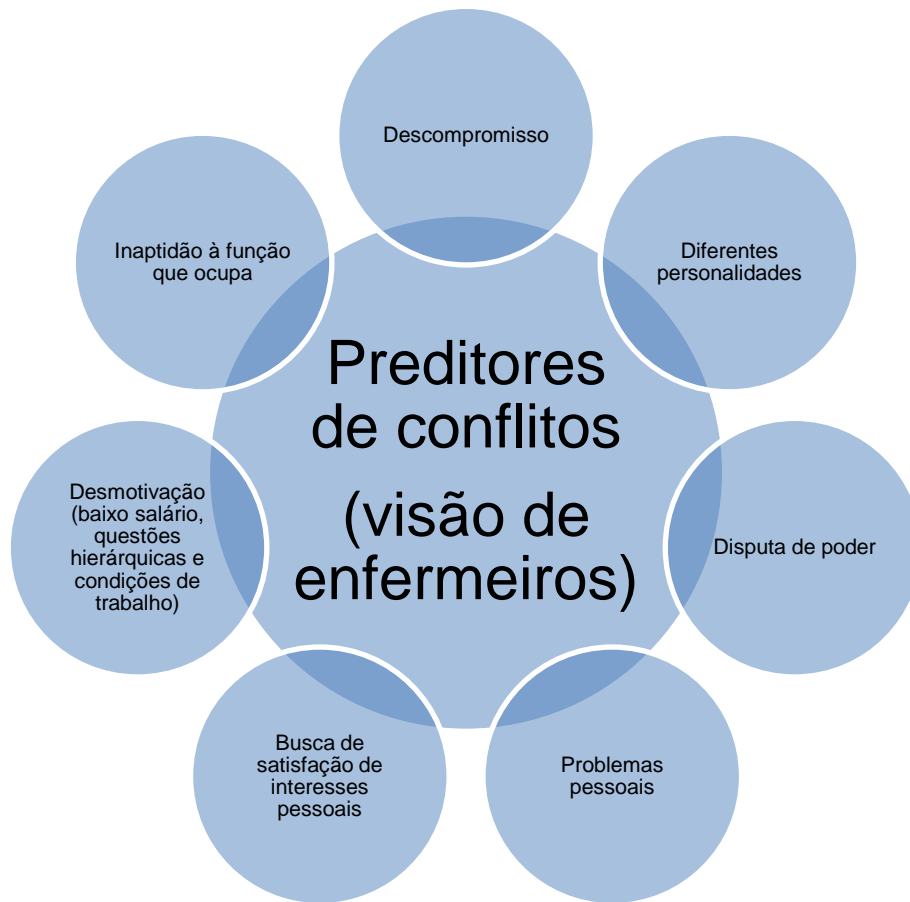 Preditores
de conflitos
(visão de
enfermeiros)
Descompromisso
Diferentes
personalidades
Disputa de poder
Problemas
pessoais
Busca de
satisfação de
interesses
pessoais
Desmotivação
(baixo salário,
questões
hierárquicas e
condições de
trabalho)
Inaptidão à função
que ocupa